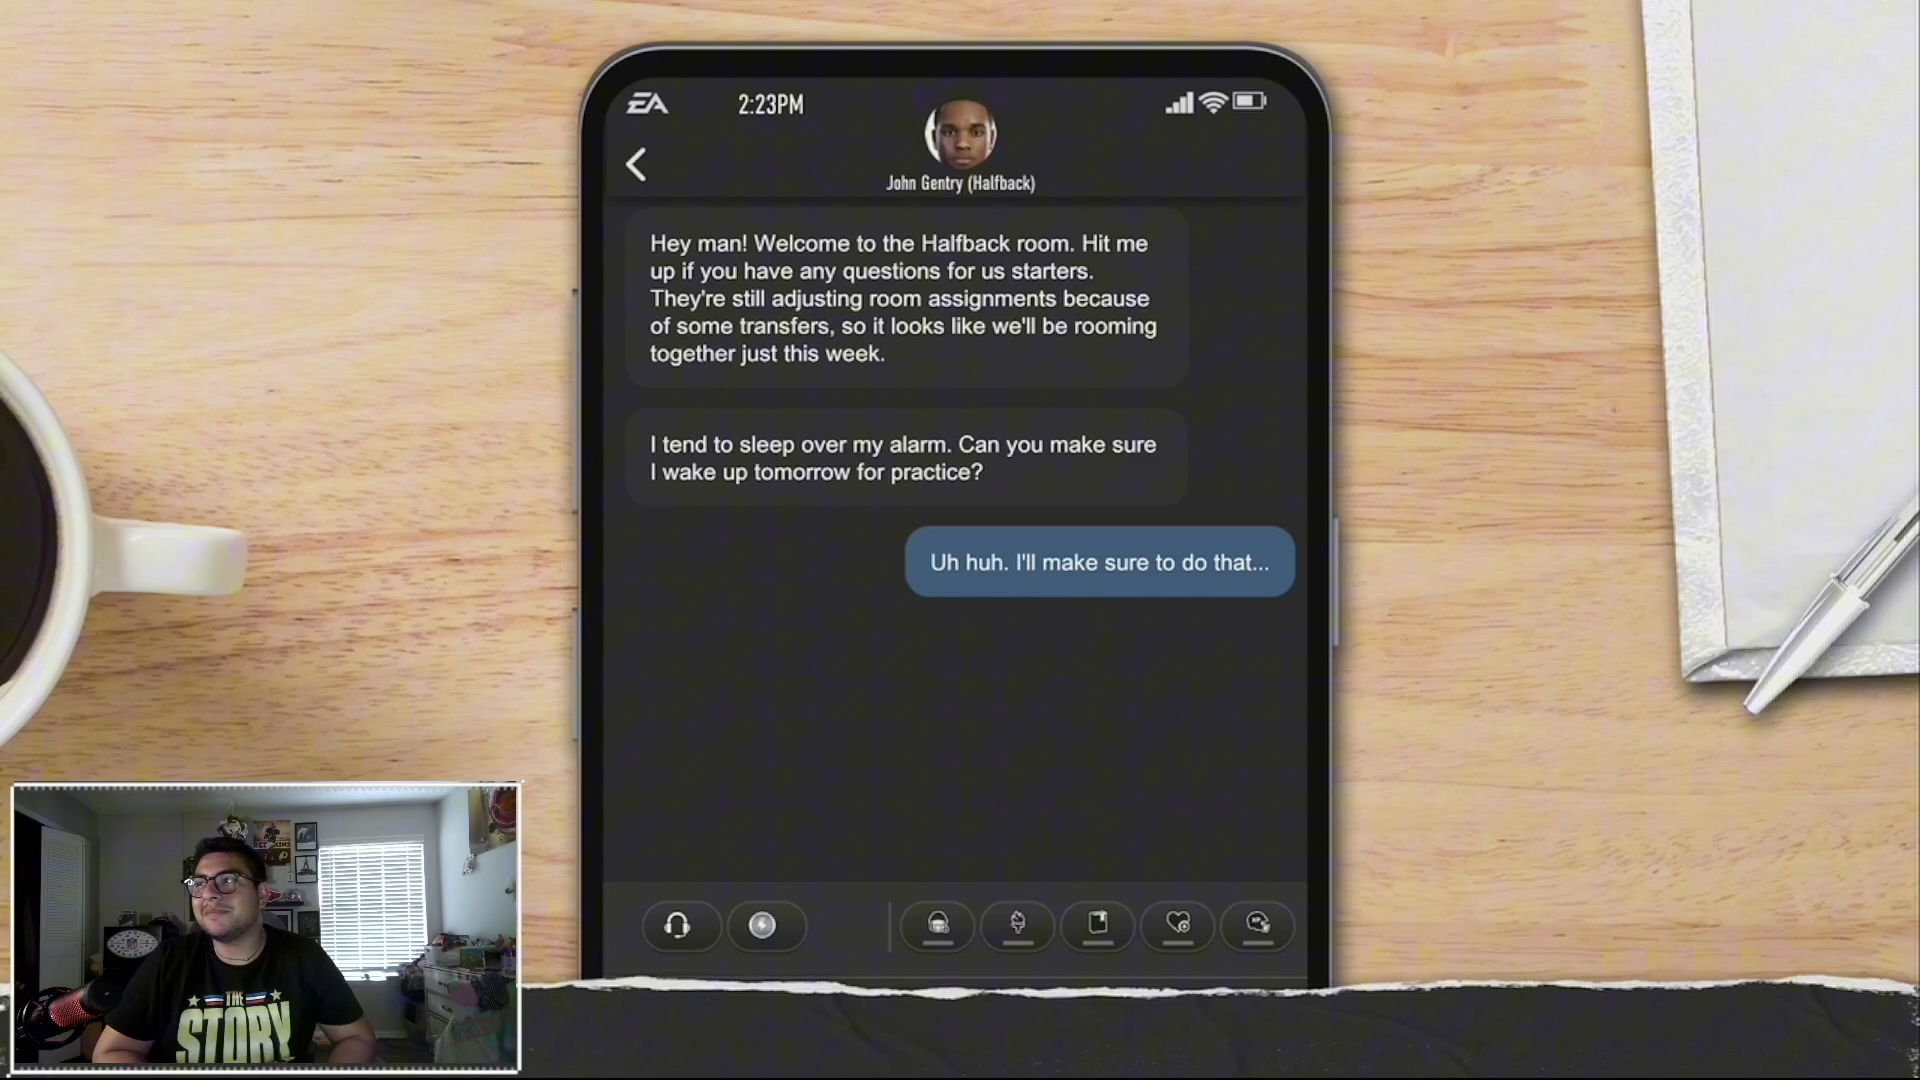 EA
2:23PM
John Gentry (Halfback)
Hey man! Welcome to the Halfback room. Hit me
up if you have any questions for us starters.
They're still adjusting room assignments because
of some transfers, so it looks like we'll be rooming
together just this week.
I tend to sleep over my alarm. Can you make sure
I wake up tomorrow for practice?
Uh huh. I'll make sure to do that...
THE
STORY